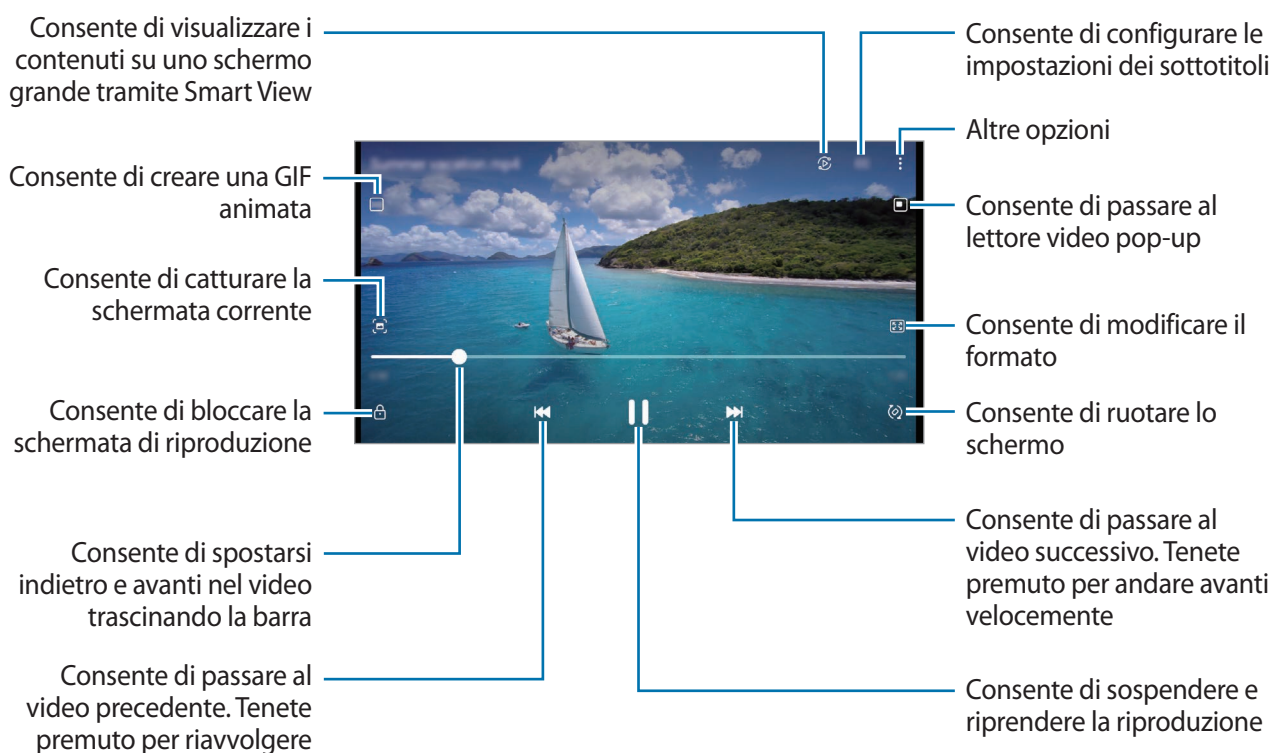 Consente di visualizzare i
contenuti su uno schermo
grande tramite Smart View
Consente di creare una GIF
animata
Consente di catturare la
schermata corrente
Consente di bloccare la
schermata di riproduzione
Consente di spostarsi
indietro e avanti nel video
trascinando la barra
Consente di passare al
video precedente. Tenete
premuto per riavvolgere
Consente di configurare le
impostazioni dei sottotitoli
Altre opzioni
Consente di passare al
lettore video pop-up
Consente di modificare il
formato
Consente di ruotare lo
schermo
Consente di passare al
video successivo. Tenete
premuto per andare avanti
velocemente
Consente di sospendere e
riprendere la riproduzione